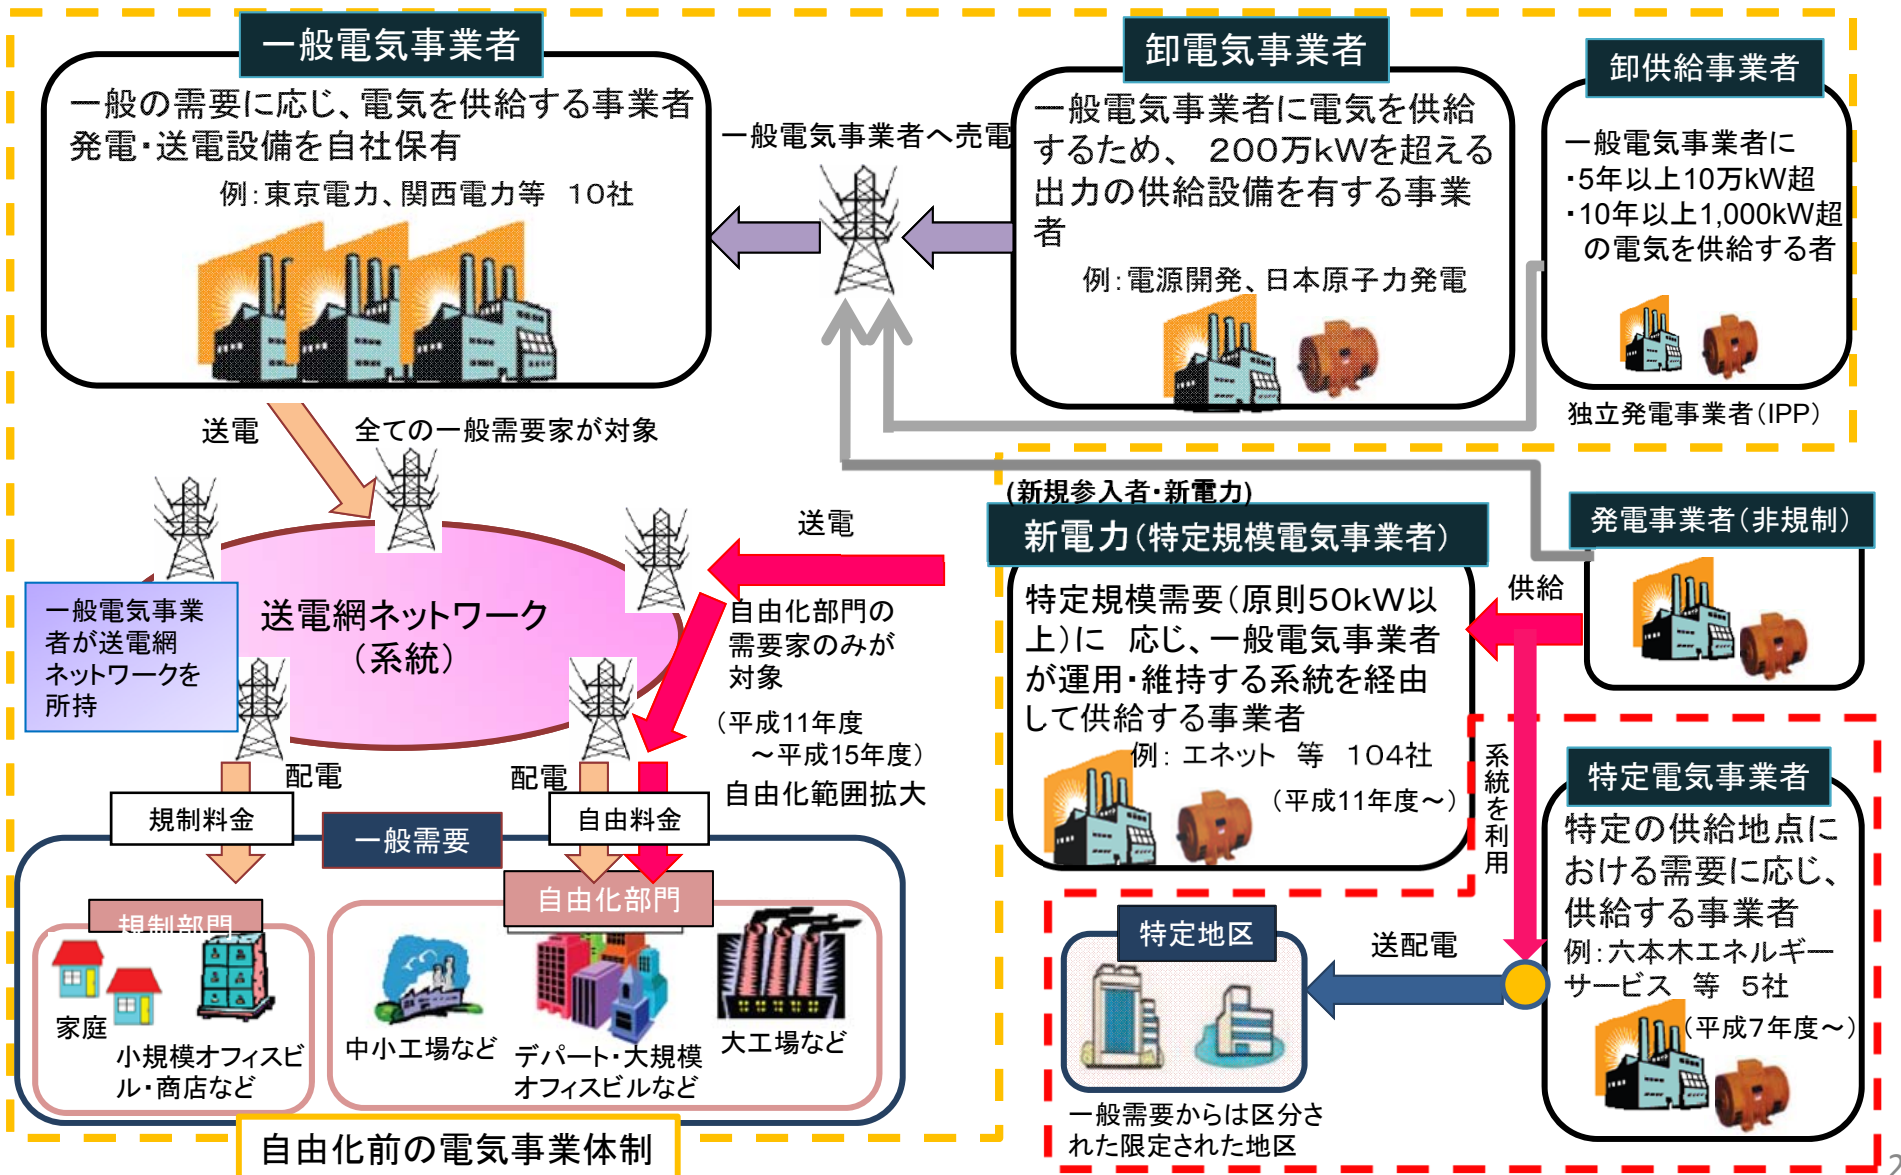 一般電気事業者
一般の需要に応じ、電気を供給する事業者
発電・送電設備を自社保有
例：東京電力、関西電力等　10社
一般電気事業者へ売電
卸電気事業者
一般電気事業者に電気を供給
するため、　200万kWを超える
出力の供給設備を有する事業
者
例：電源開発、日本原子力発電
卸供給事業者
一般電気事業者に
・5年以上10万kW超
・10年以上1,000kW超
の電気を供給する者
独立発電事業者（IPP）
送電
全ての一般需要家が対象
送電網ネットワーク
（系統）
一般電気事業
者が送電網
ネットワークを
所持
送電
自由化部門の
需要家のみが
対象
（平成11年度
～平成15年度）
自由化範囲拡大
(新規参入者・新電力)
新電力（特定規模電気事業者）
特定規模需要（原則50kW以
上）に　応じ、一般電気事業者
が運用・維持する系統を経由
して供給する事業者
例：エネット　等　104社
（平成11年度～）
発電事業者（非規制）
供給
系統を利用
特定電気事業者
特定の供給地点に
おける需要に応じ、
供給する事業者
例：六本木エネルギー
サービス　等　5社
（平成7年度～）
特定地区
送配電
一般需要からは区分さ
れた限定された地区
配電
配電
規制料金
自由料金
一般需要
規制部門
自由化部門
家庭
小規模オフィスビ
ル・商店など
中小工場など
デパート・大規模
オフィスビルなど
大工場など
自由化前の電気事業体制
2